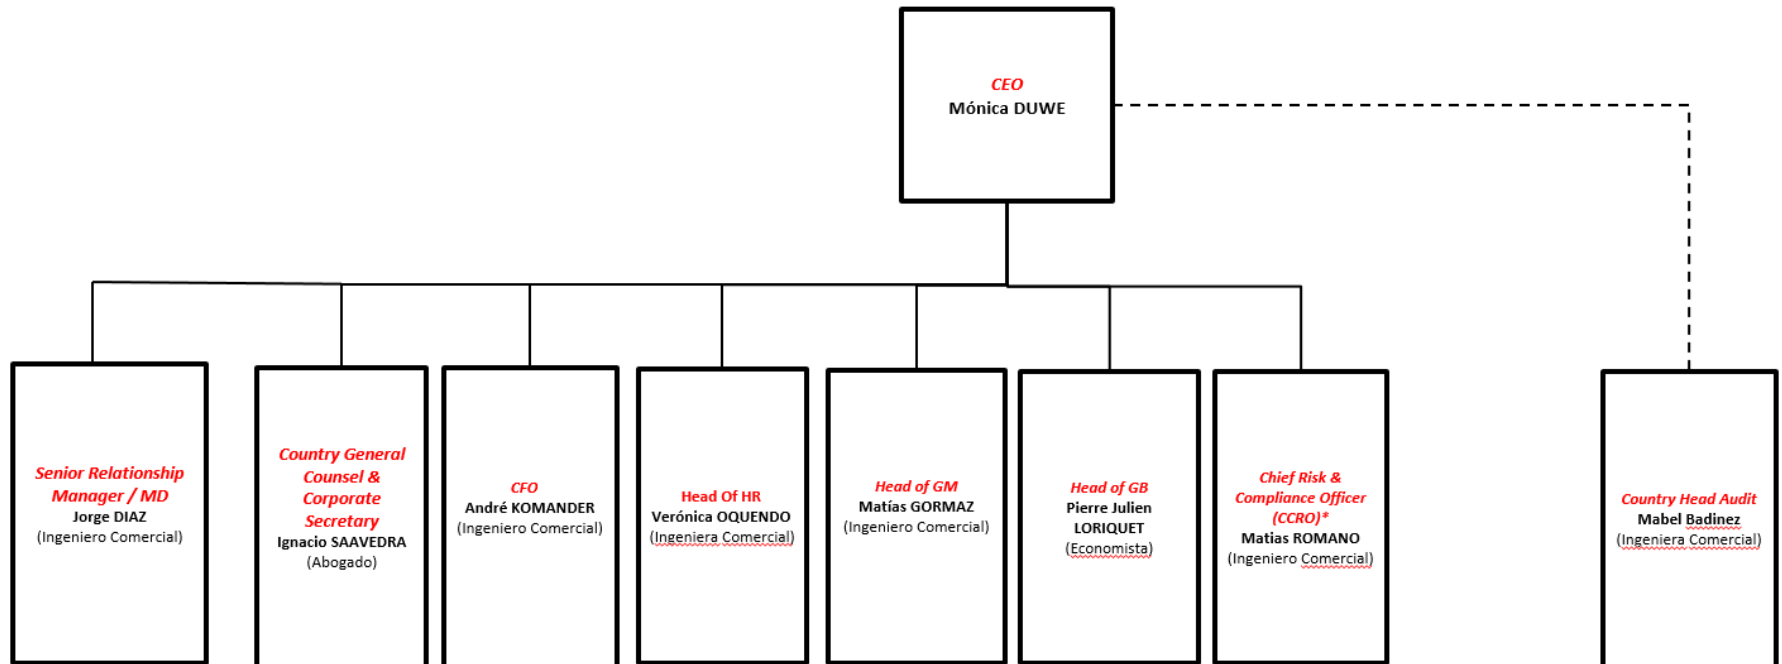 CEO
Mónica DUWE
Senior Relationship
Manager / MD
Jorge DIAZ
(Ingeniero Comercial)
Country General
Counsel &
Corporate
Secretary
Ignacio SAAVEDRA
(Abogado)
CFO
André KOMANDER
(Ingeniero Comercial)
Head Of HR
Verónica OQUENDO
(Ingeniera Comercial)
Head of GM
Matías GORMAZ
(Ingeniero Comercial)
Head of GB
Pierre Julien
LORIQUET
(Economista)
Chief Risk &
Compliance Officer
(CCRO)*
Matias ROMANO
(Ingeniero Comercial)
Country Head Audit
Mabel Badinez
(Ingeniera Comercial)